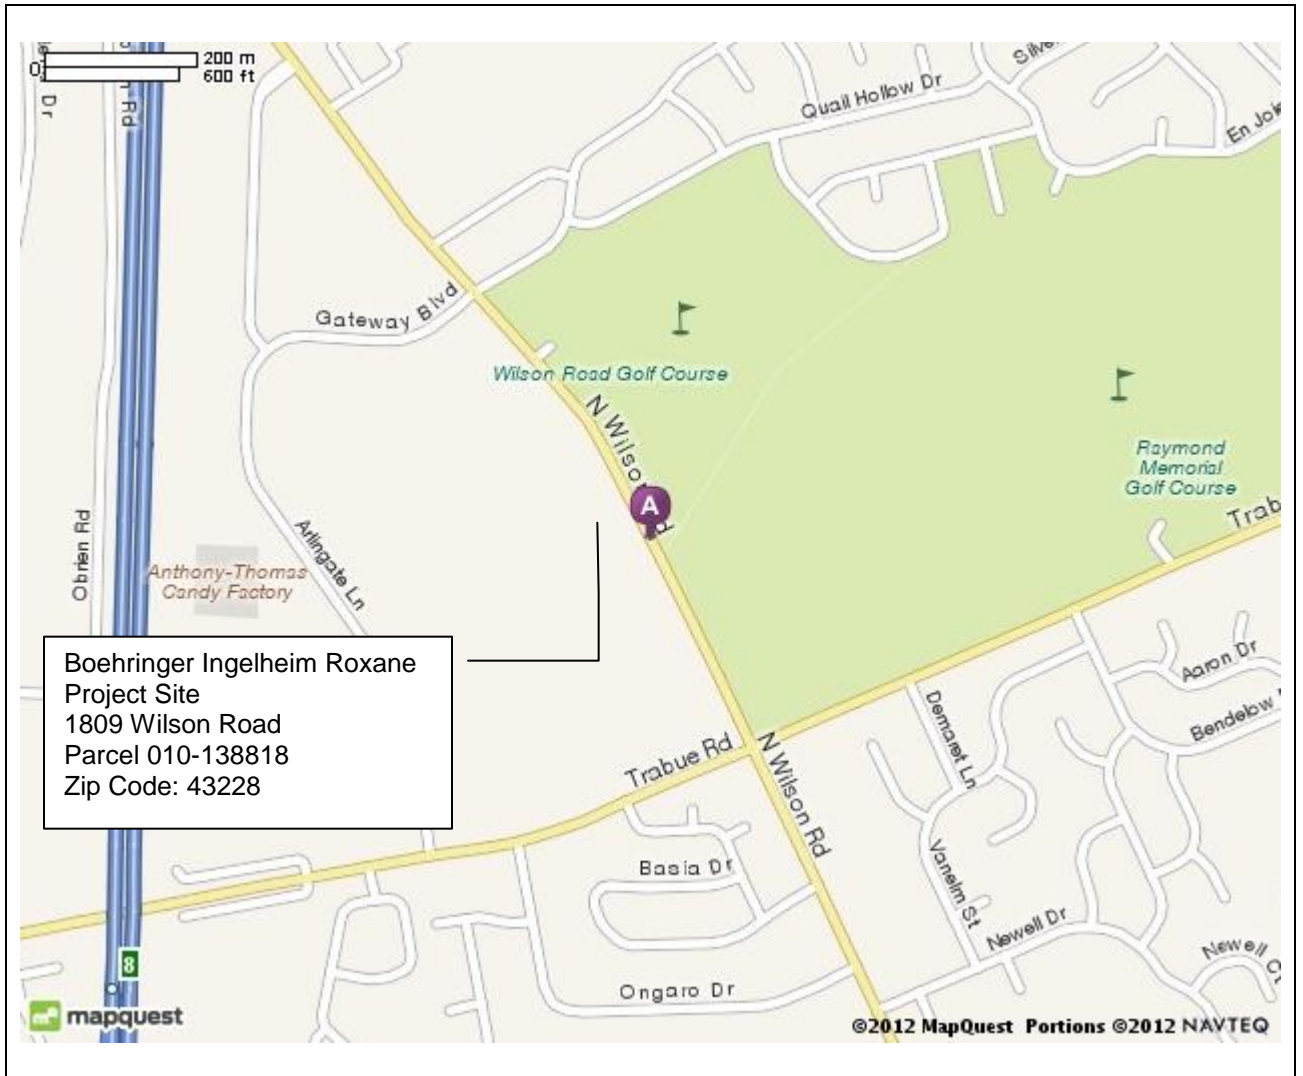 0
200 m
600 ft
Dr
Rd
Quail Hollow Dr
En Joie
Gateway Blvd
Wilson Road Golf Course
N Wilson Rd
A
Raymond
Memorial
Golf Course
Obrien Rd
Arlingate Ln
Anthony-Thomas
Candy Factory
Trab
Boehringer Ingelheim Roxane
Project Site
1809 Wilson Road
Parcel 010-138818
Zip Code: 43228
Trabue Rd
N Wilson Rd
Demaret Ln
Aaron Dr
Bendelow
Basia Dr
Vanelm St
Newell Dr
Newell Ct
Ongaro Dr
8
mapquest
©2012 MapQuest Portions ©2012 NAVTEQ